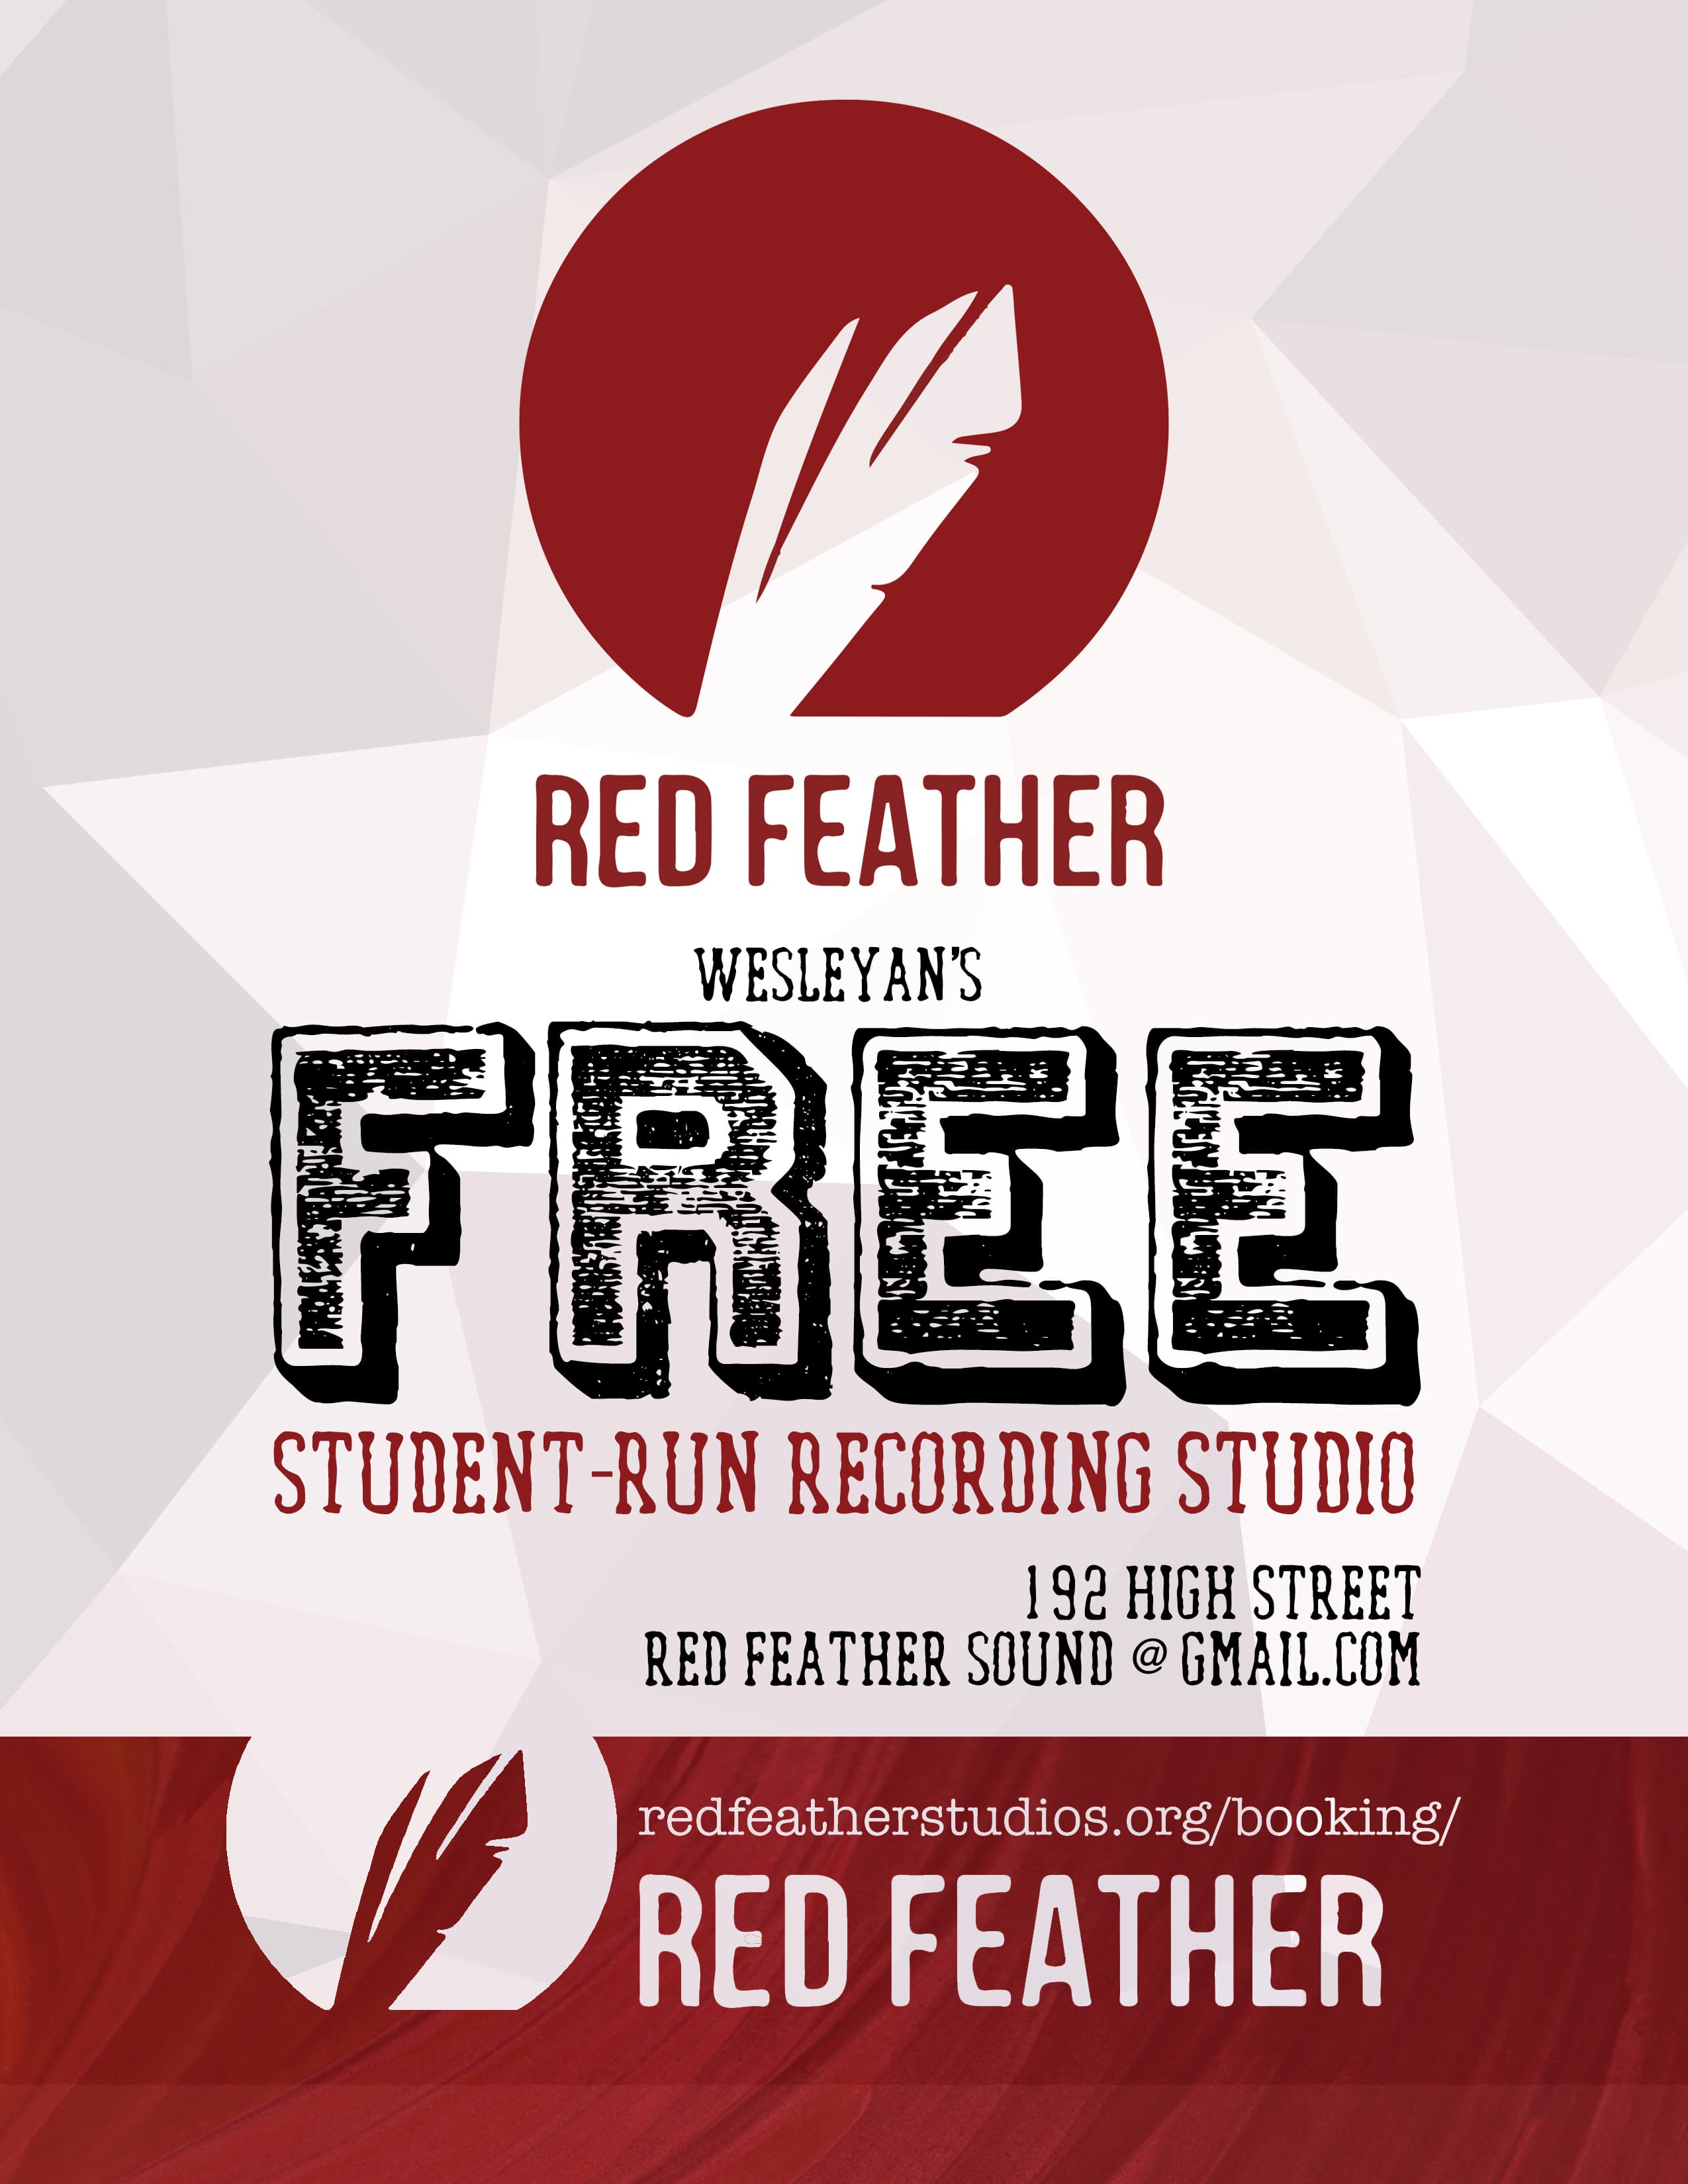 RED FEATHER
WESLEYAN'S
FREE
STUDENT-RUN RECORDING STUDIO
192 HIGH STREET
RED FEATHER SOUND @ GMAIL.COM
redfeatherstudios.org/booking/
RED FEATHER